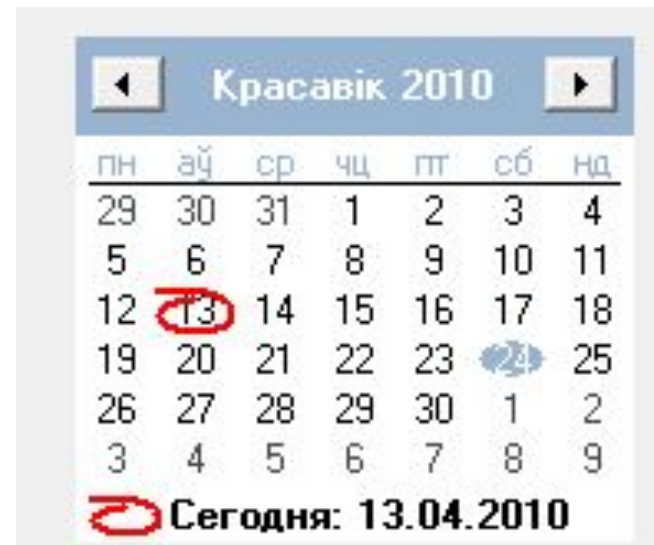 Красавік 2010
пн аў ср чц пт сб нд
29 30 31 1 2 3 4
5 6 7 8 9 10 11
12 13 14 15 16 17 18
19 20 21 22 23 24 25
26 27 28 29 30 1 2
3 4 5 6 7 8 9
Сегодня: 13.04.2010